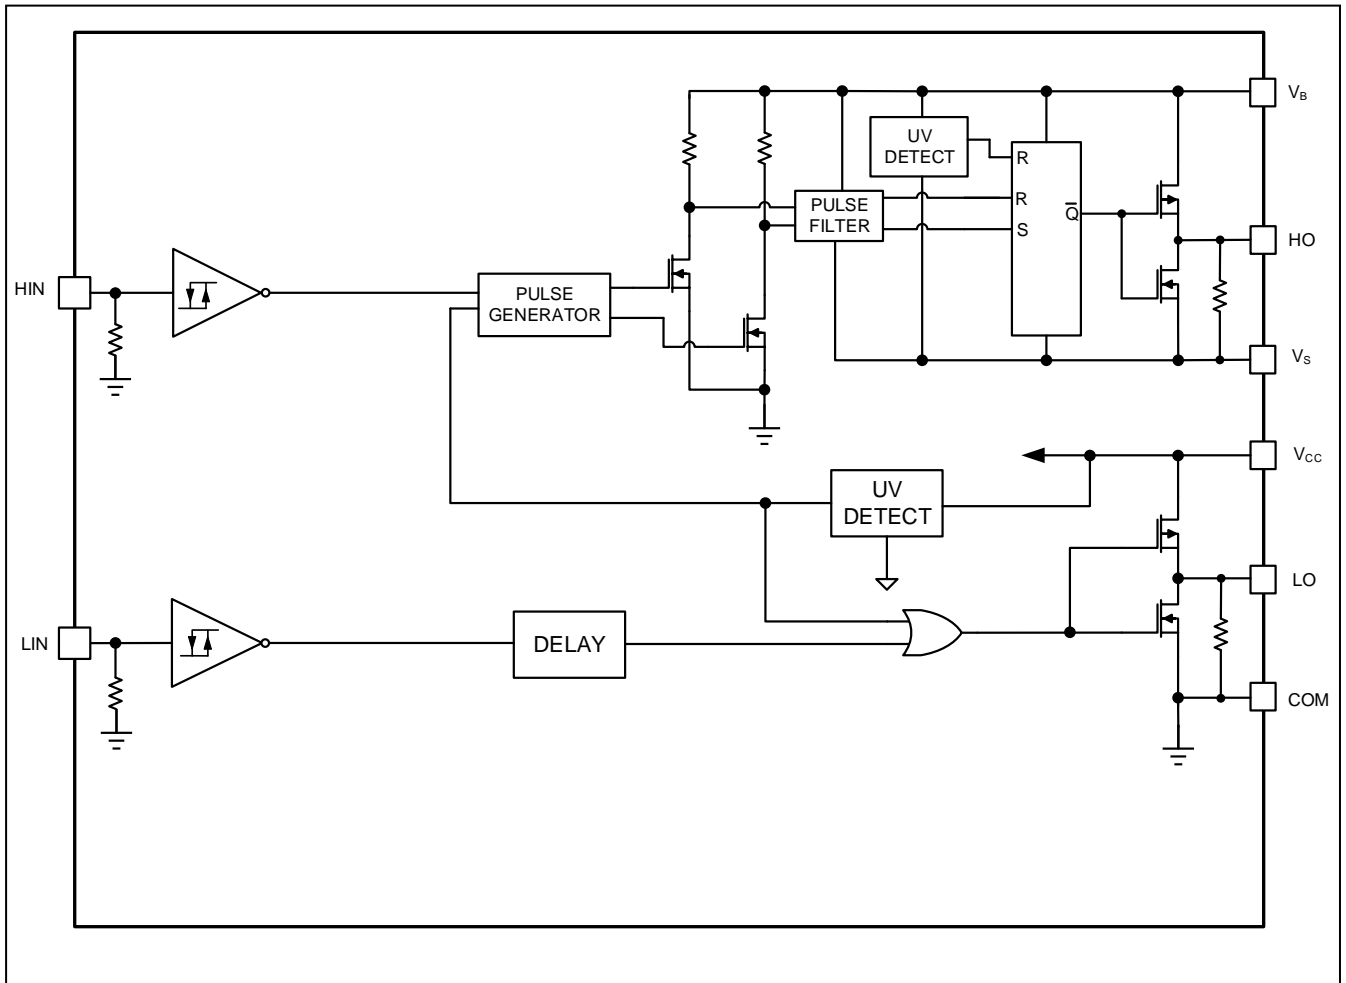 V_B
UV
DETECT
R
PULSE
FILTER
R
S
Q̅
HO
HIN
PULSE
GENERATOR
V_S
V_CC
UV
DETECT
LO
LIN
DELAY
COM